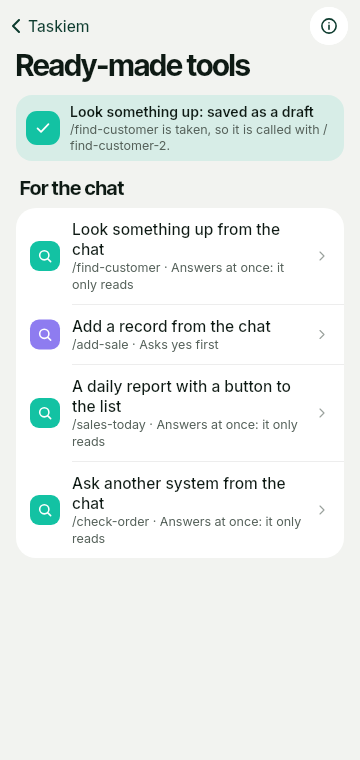 Taskiem
Ready-made tools
Look something up: saved as a draft
/find-customer is taken, so it is called with /
find-customer-2.
For the chat
Look something up from the
chat
/find-customer · Answers at once: it
only reads
Add a record from the chat
/add-sale · Asks yes first
A daily report with a button to
the list
/sales-today · Answers at once: it only
reads
Ask another system from the
chat
/check-order · Answers at once: it only
reads